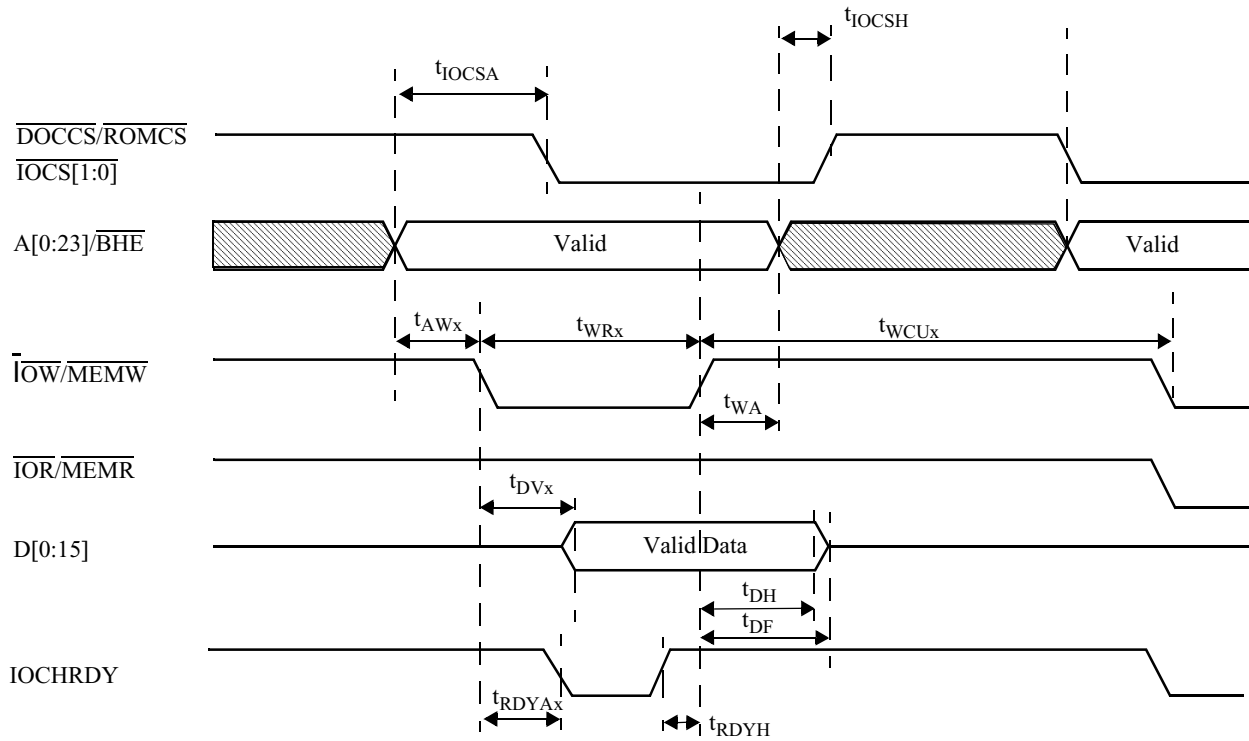 tIOCSH
tIOCSA
DOCCS/ROMCS
IOCS[1:0]
A[0:23]/BHE
Valid
Valid
tAWx
tWRx
tWCUx
IOW/MEMW
tWA
IOR/MEMR
tDVx
D[0:15]
Valid Data
tDH
tDF
IOCHRDY
tRDYAx
tRDYH